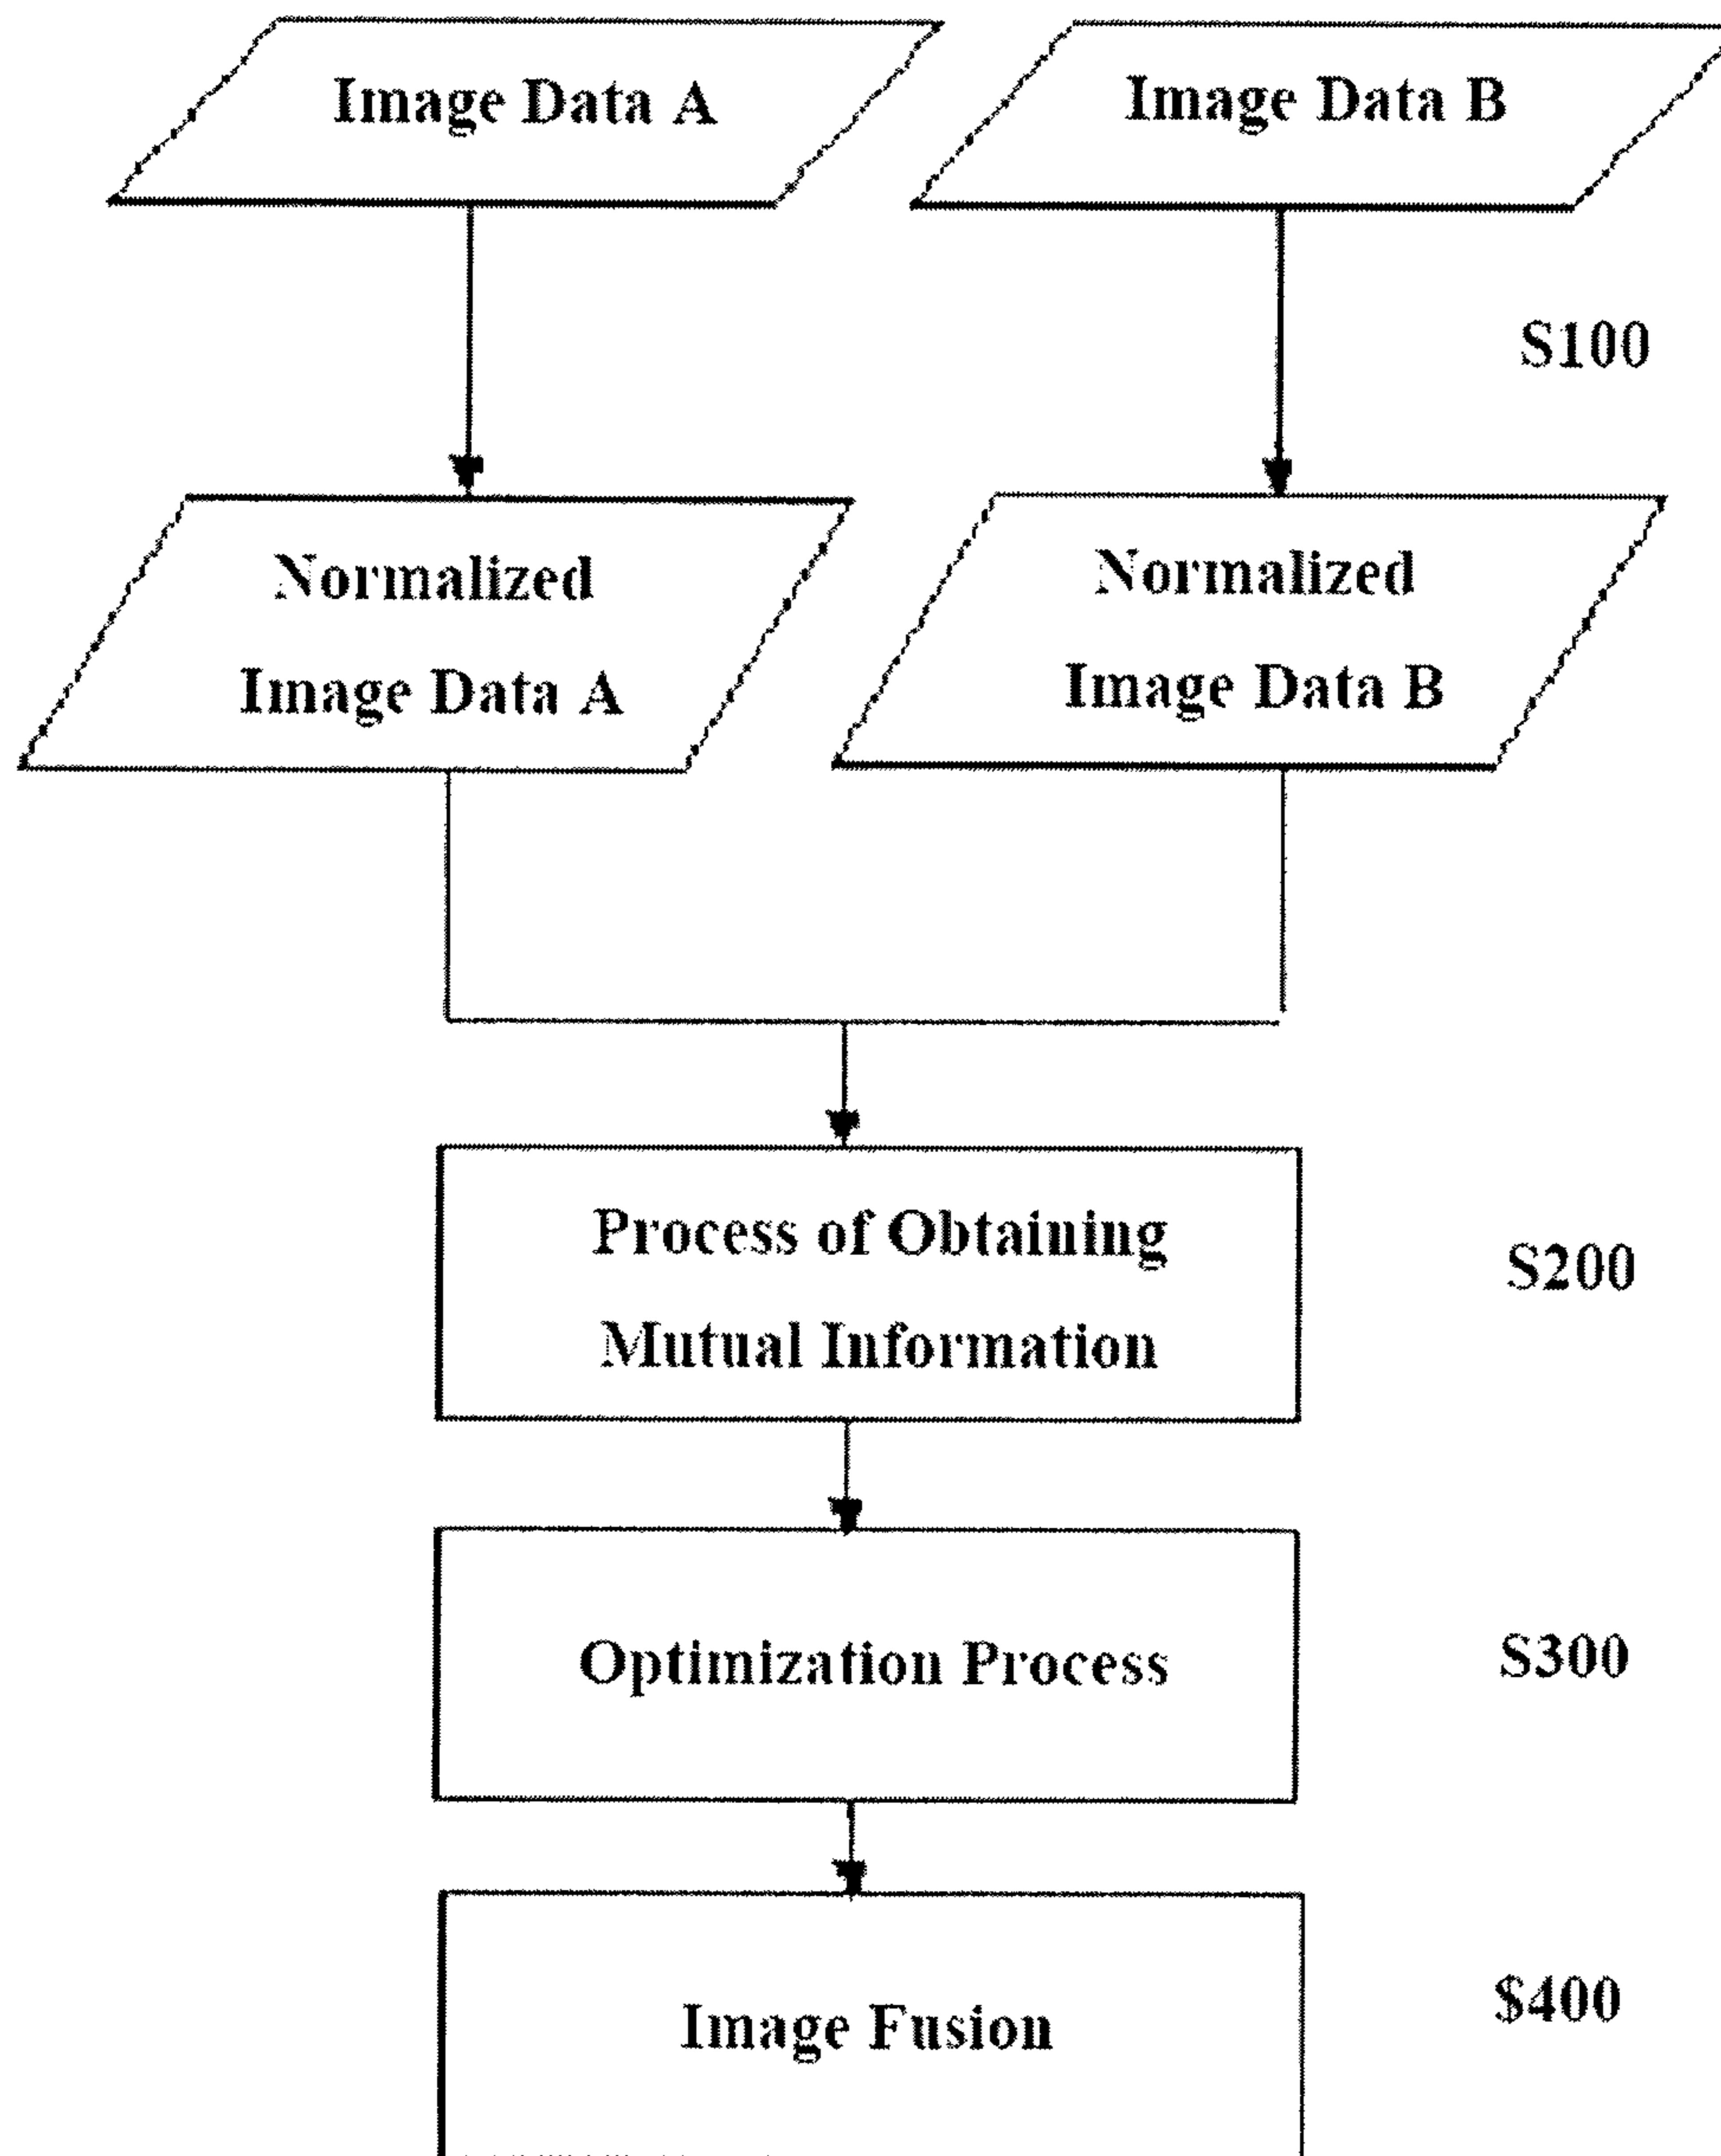 Image Data A
Image Data B
S100
Normalized
Image Data A
Normalized
Image Data B
Process of Obtaining
Mutual Information
S200
Optimization Process
S300
Image Fusion
$400